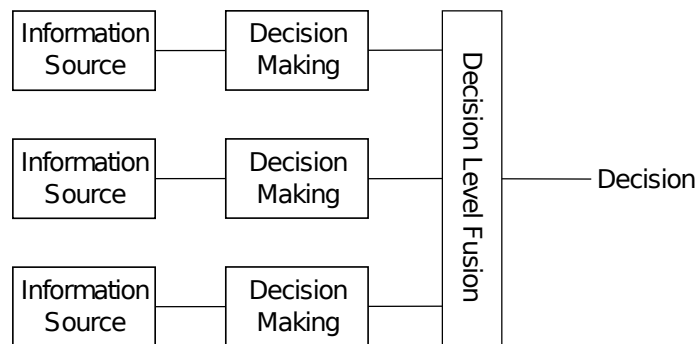 Information
Source
Decision
Making
Information
Source
Decision
Making
Information
Source
Decision
Making
Decision Level Fusion
Decision